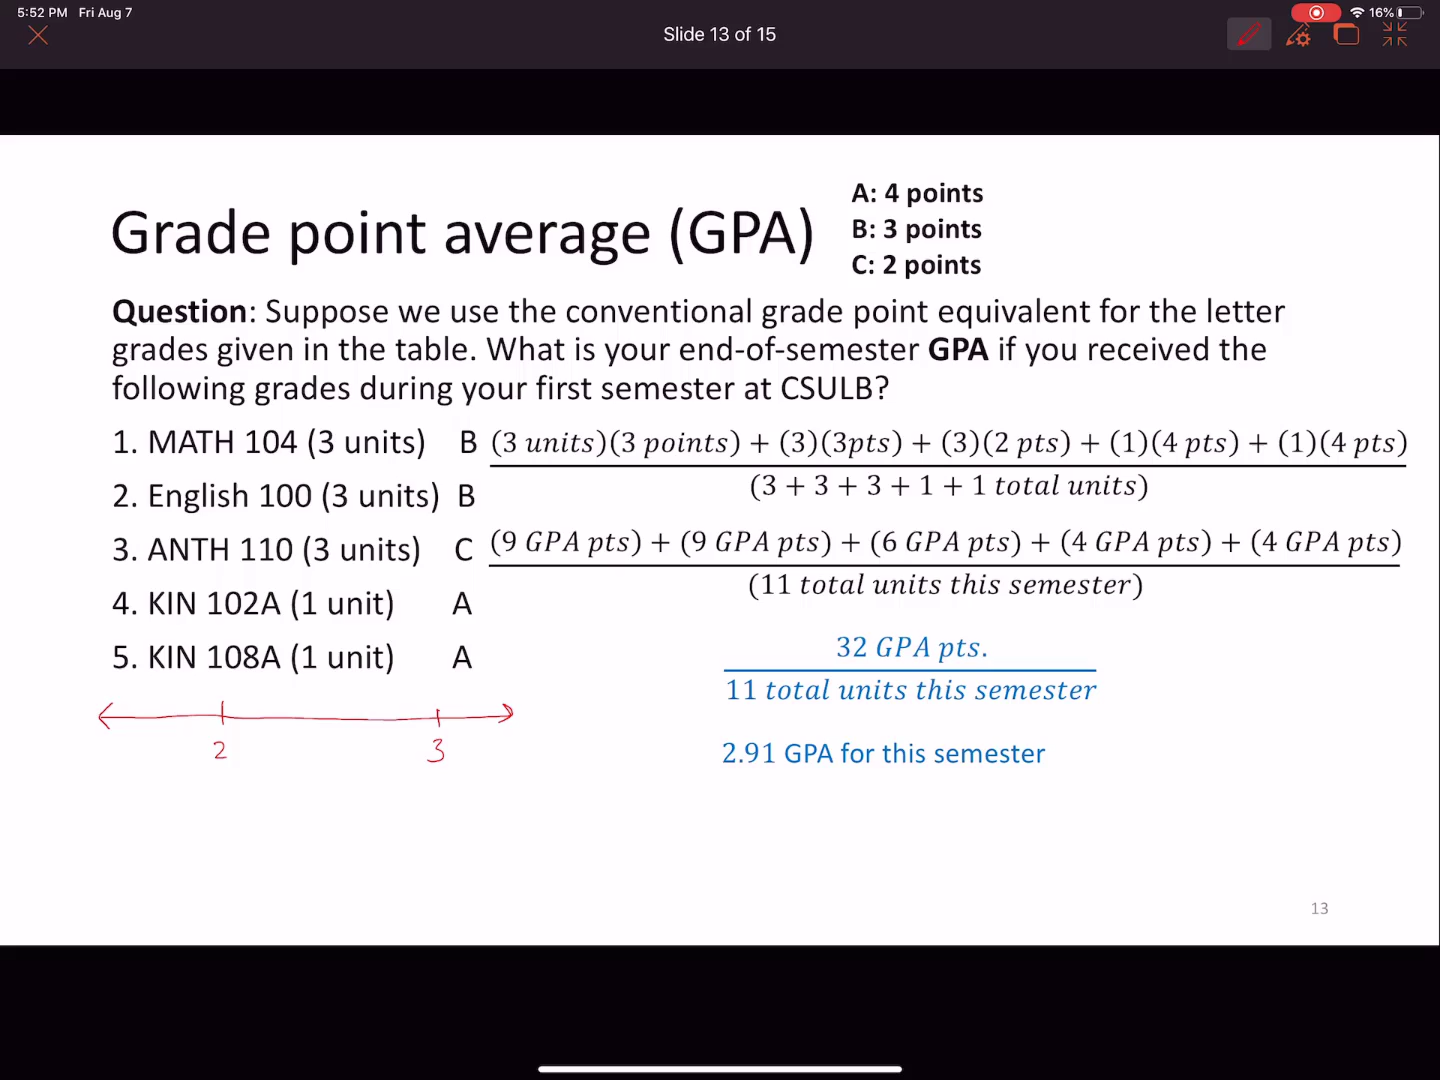 5:52 PM Fri Aug 7
16%
Slide 13 of 15
Grade point average (GPA)
A: 4 points
B: 3 points
C: 2 points
Question: Suppose we use the conventional grade point equivalent for the letter
grades given in the table. What is your end-of-semester GPA if you received the
following grades during your first semester at CSULB?
1. MATH 104 (3 units) B
2. English 100 (3 units) B
3. ANTH 110 (3 units) C
4. KIN 102A (1 unit) A
5. KIN 108A (1 unit) A
(3 units)(3 points) + (3)(3pts) + (3)(2 pts) + (1)(4 pts) + (1)(4 pts)
(3 + 3 + 3 + 1 + 1 total units)
(9 GPA pts) + (9 GPA pts) + (6 GPA pts) + (4 GPA pts) + (4 GPA pts)
(11 total units this semester)
32 GPA pts.
11 total units this semester
2.91 GPA for this semester
2 3
13